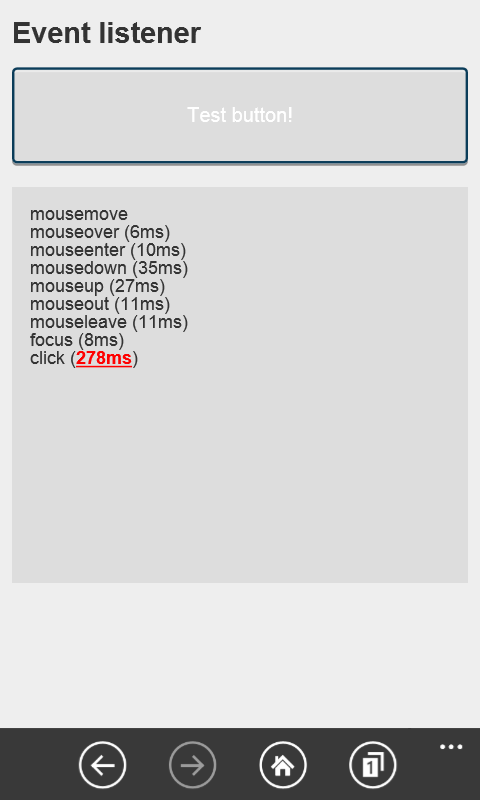 Event listener
Test button!
mousemove
mouseover (6ms)
mouseenter (10ms)
mousedown (35ms)
mouseup (27ms)
mouseout (11ms)
mouseleave (11ms)
focus (8ms)
click (278ms)
1